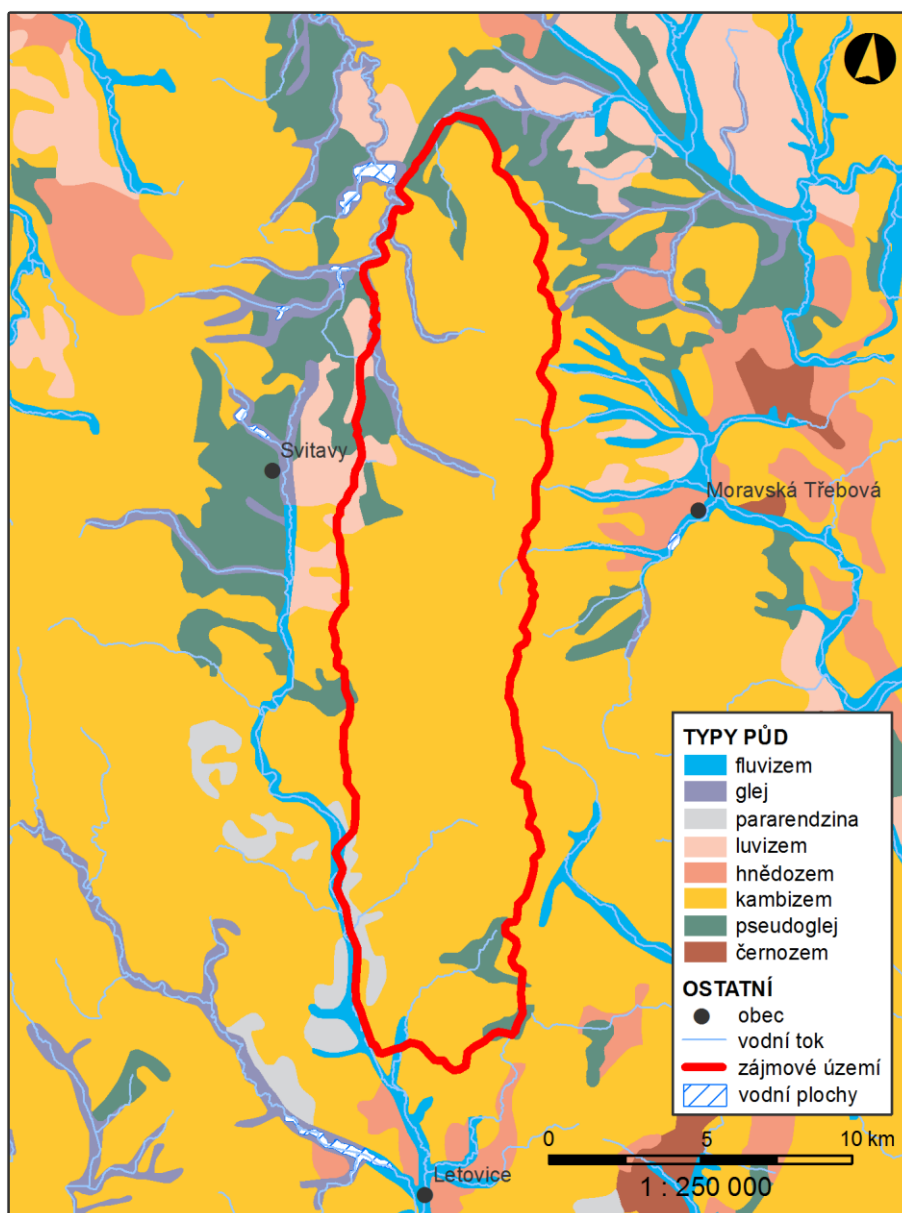 Svitavy
Moravská Třebová
Letovice
TYPY PŮD
fluvizem
glej
pararendzina
luvizem
hnědozem
kambizem
pseudoglej
černozem
OSTATNÍ
obec
vodní tok
zájmové území
vodní plochy
0 5 10 km
1 : 250 000